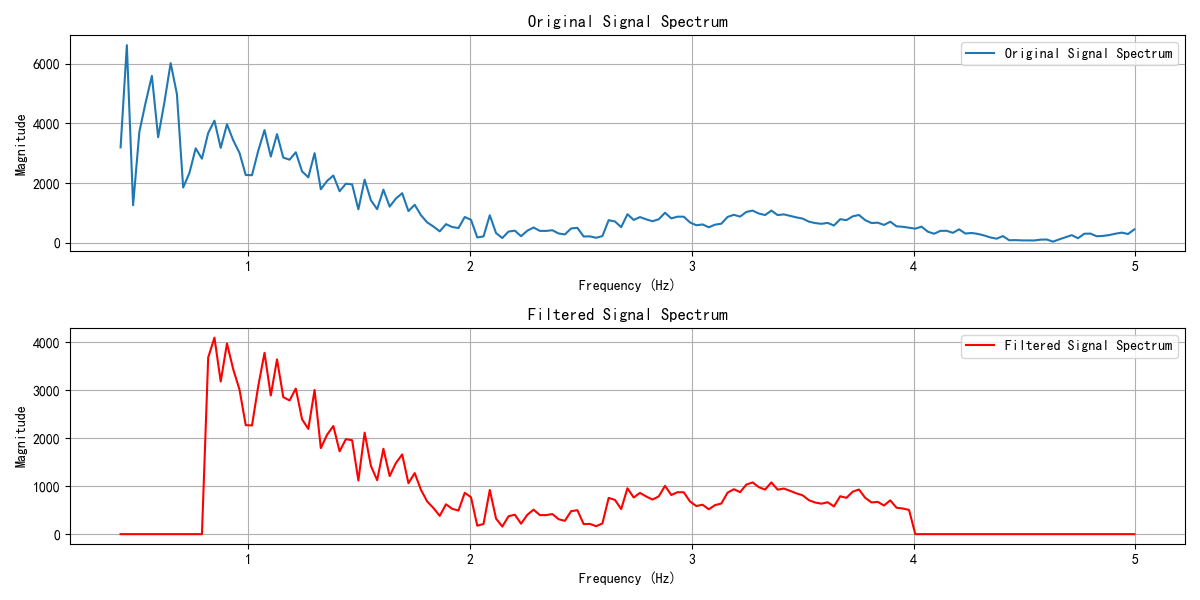 Original Signal Spectrum
Original Signal Spectrum
Magnitude
6000
4000
2000
0
1 2 3 4 5
Frequency (Hz)
Filtered Signal Spectrum
Filtered Signal Spectrum
Magnitude
4000
3000
2000
1000
0
1 2 3 4 5
Frequency (Hz)